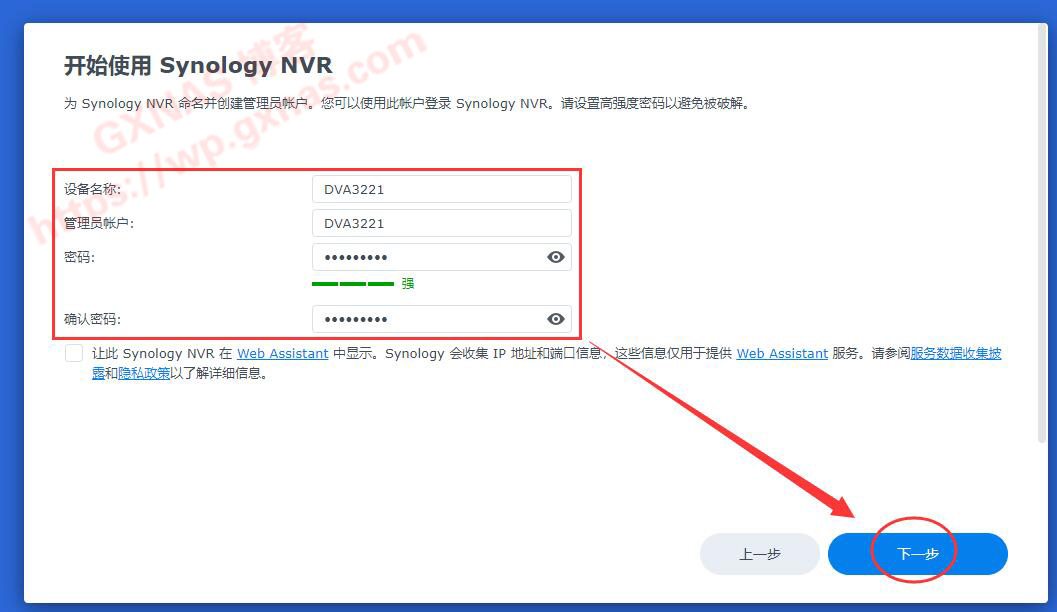 开始使用 Synology NVR
为 Synology NVR 命名并创建管理员帐户。您可以使用此帐户登录 Synology NVR。请设置高强度密码以避免被破解。
GXNAS 博客
https://wp.gxnas.com
设备名称: DVA3221
管理员帐户: DVA3221
密码: •••••••••
强
确认密码: •••••••••
让此 Synology NVR 在 Web Assistant 中显示。Synology 会收集 IP 地址和端口信息，这些信息仅用于提供 Web Assistant 服务。请参阅服务数据收集披
露和隐私政策以了解详细信息。
上一步 下一步